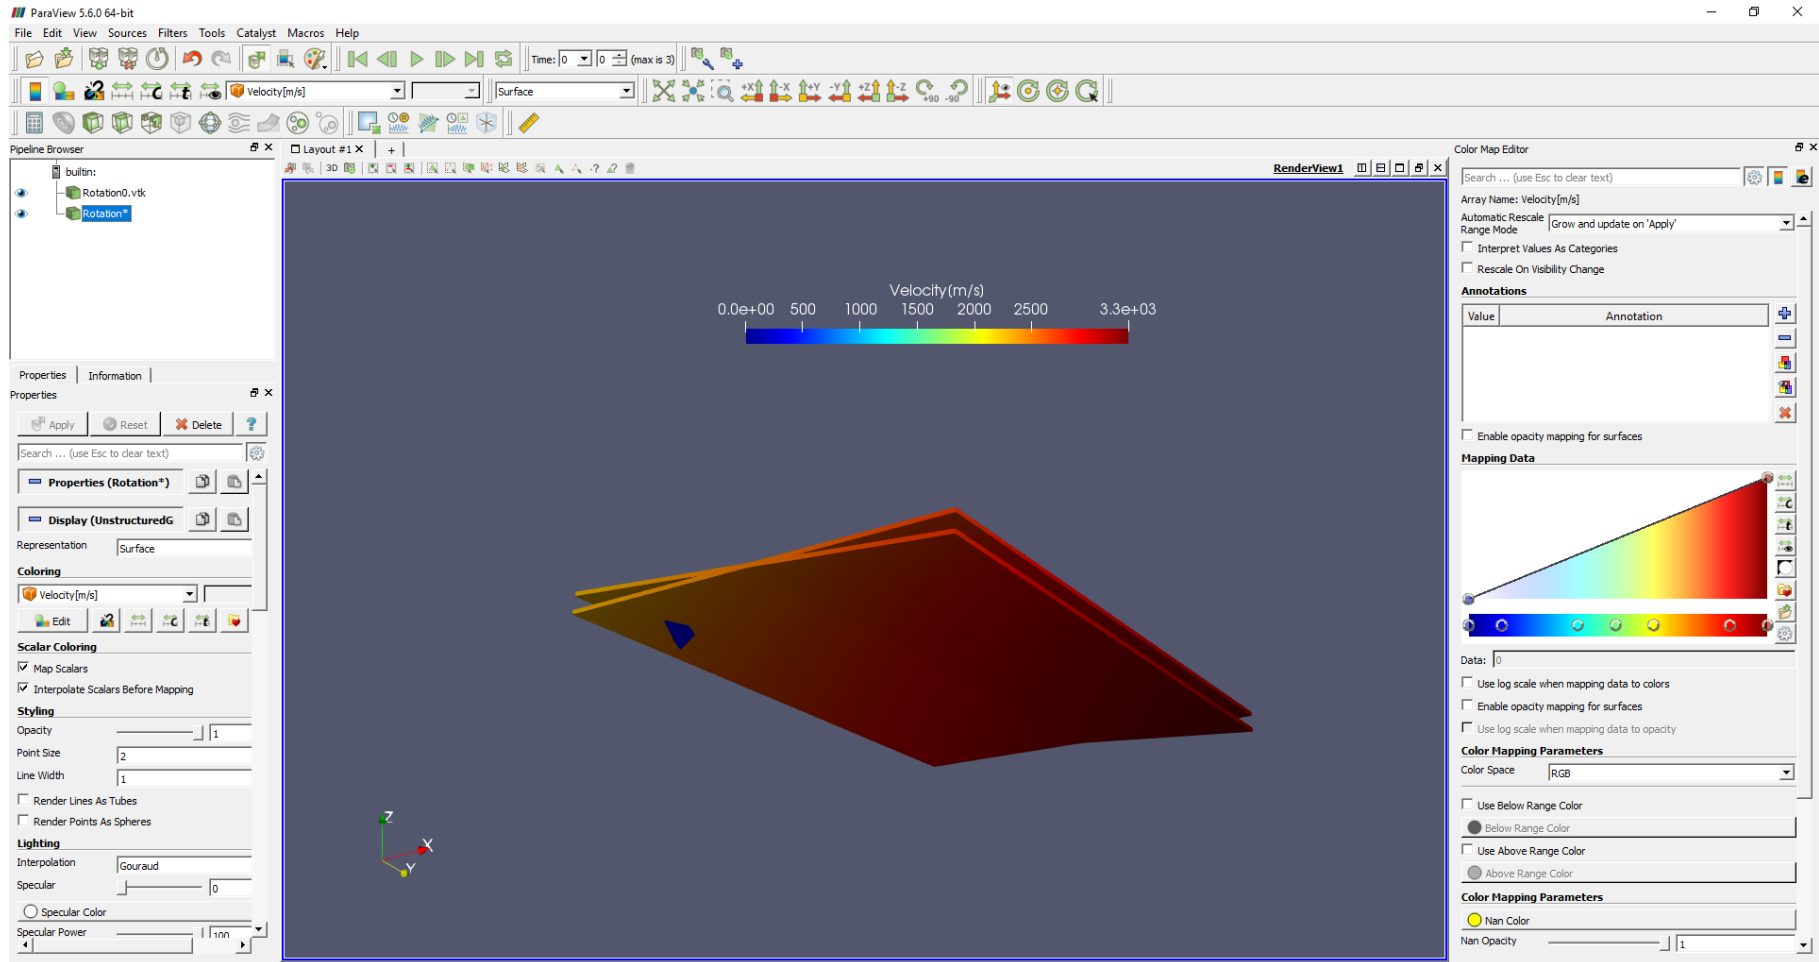 ParaView 5.6.0 64-bit
File Edit View Sources Filters Tools Catalyst Macros Help
Time: 0 0 (max is 3)
Velocity[m/s] Surface
+X -X +Y -Y +Z -Z +90 -90
Pipeline Browser
builtin:
Rotation0.vtk
Rotation*
Properties Information
Properties
Apply Reset Delete ?
Search ... (use Esc to clear text)
Properties (Rotation*)
Display (UnstructuredG
Representation Surface
Coloring
Velocity[m/s]
Edit
Scalar Coloring
Map Scalars
Interpolate Scalars Before Mapping
Styling
Opacity 1
Point Size 2
Line Width 1
Render Lines As Tubes
Render Points As Spheres
Lighting
Interpolation Gouraud
Specular 0
Specular Color
Specular Power 100
Layout #1 +
3D RenderView1
Velocity(m/s)
0.0e+00 500 1000 1500 2000 2500 3.3e+03
Z
X
Y
Color Map Editor
Search ... (use Esc to clear text)
Array Name: Velocity[m/s]
Automatic Rescale
Range Mode
Grow and update on 'Apply'
Interpret Values As Categories
Rescale On Visibility Change
Annotations
Value Annotation
Enable opacity mapping for surfaces
Mapping Data
Data: 0
Use log scale when mapping data to colors
Enable opacity mapping for surfaces
Use log scale when mapping data to opacity
Color Mapping Parameters
Color Space RGB
Use Below Range Color
Below Range Color
Use Above Range Color
Above Range Color
Color Mapping Parameters
Nan Color
Nan Opacity 1